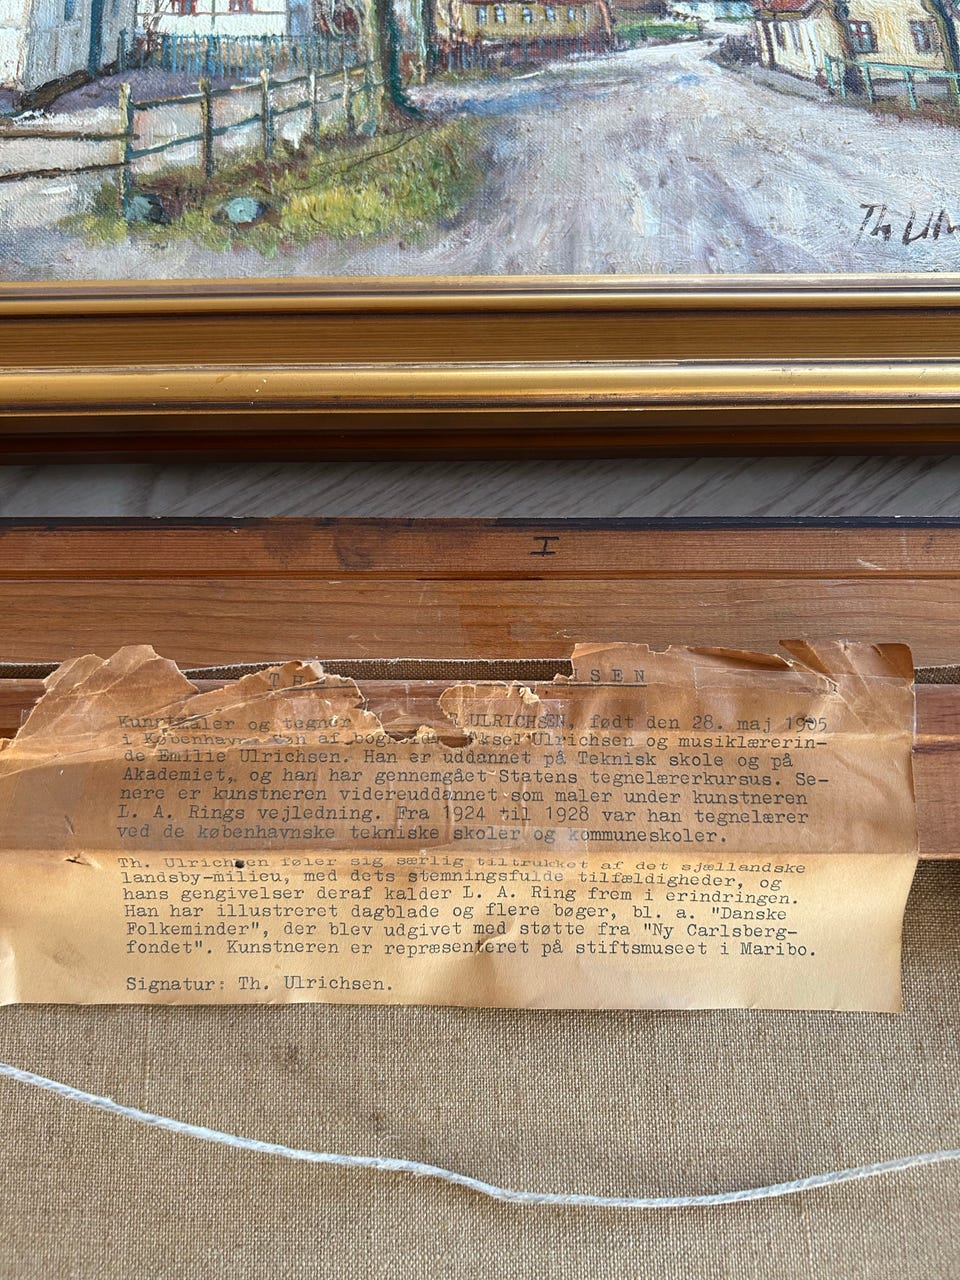 Th Ul
I
TH ISEN
Kunstmaler og tegner ULRICHSEN, født den 28. maj 1905
i København, søn af bogholder Aksel Ulrichsen og musiklærerin-
de Emilie Ulrichsen. Han er uddannet på Teknisk skole og på
Akademiet, og han har gennemgået Statens tegnelærerkursus. Se-
nere er kunstneren videreuddannet som maler under kunstneren
L. A. Rings vejledning. Fra 1924 til 1928 var han tegnelærer
ved de københavnske tekniske skoler og kommuneskoler.
Th. Ulrichsen føler sig særlig tiltrukket af det sjællandske
landsby-milieu, med dets stemningsfulde tilfældigheder, og
hans gengivelser deraf kalder L. A. Ring frem i erindringen.
Han har illustreret dagblade og flere bøger, bl. a. "Danske
Folkeminder", der blev udgivet med støtte fra "Ny Carlsberg-
fondet". Kunstneren er repræsenteret på stiftsmuseet i Maribo.
Signatur: Th. Ulrichsen.